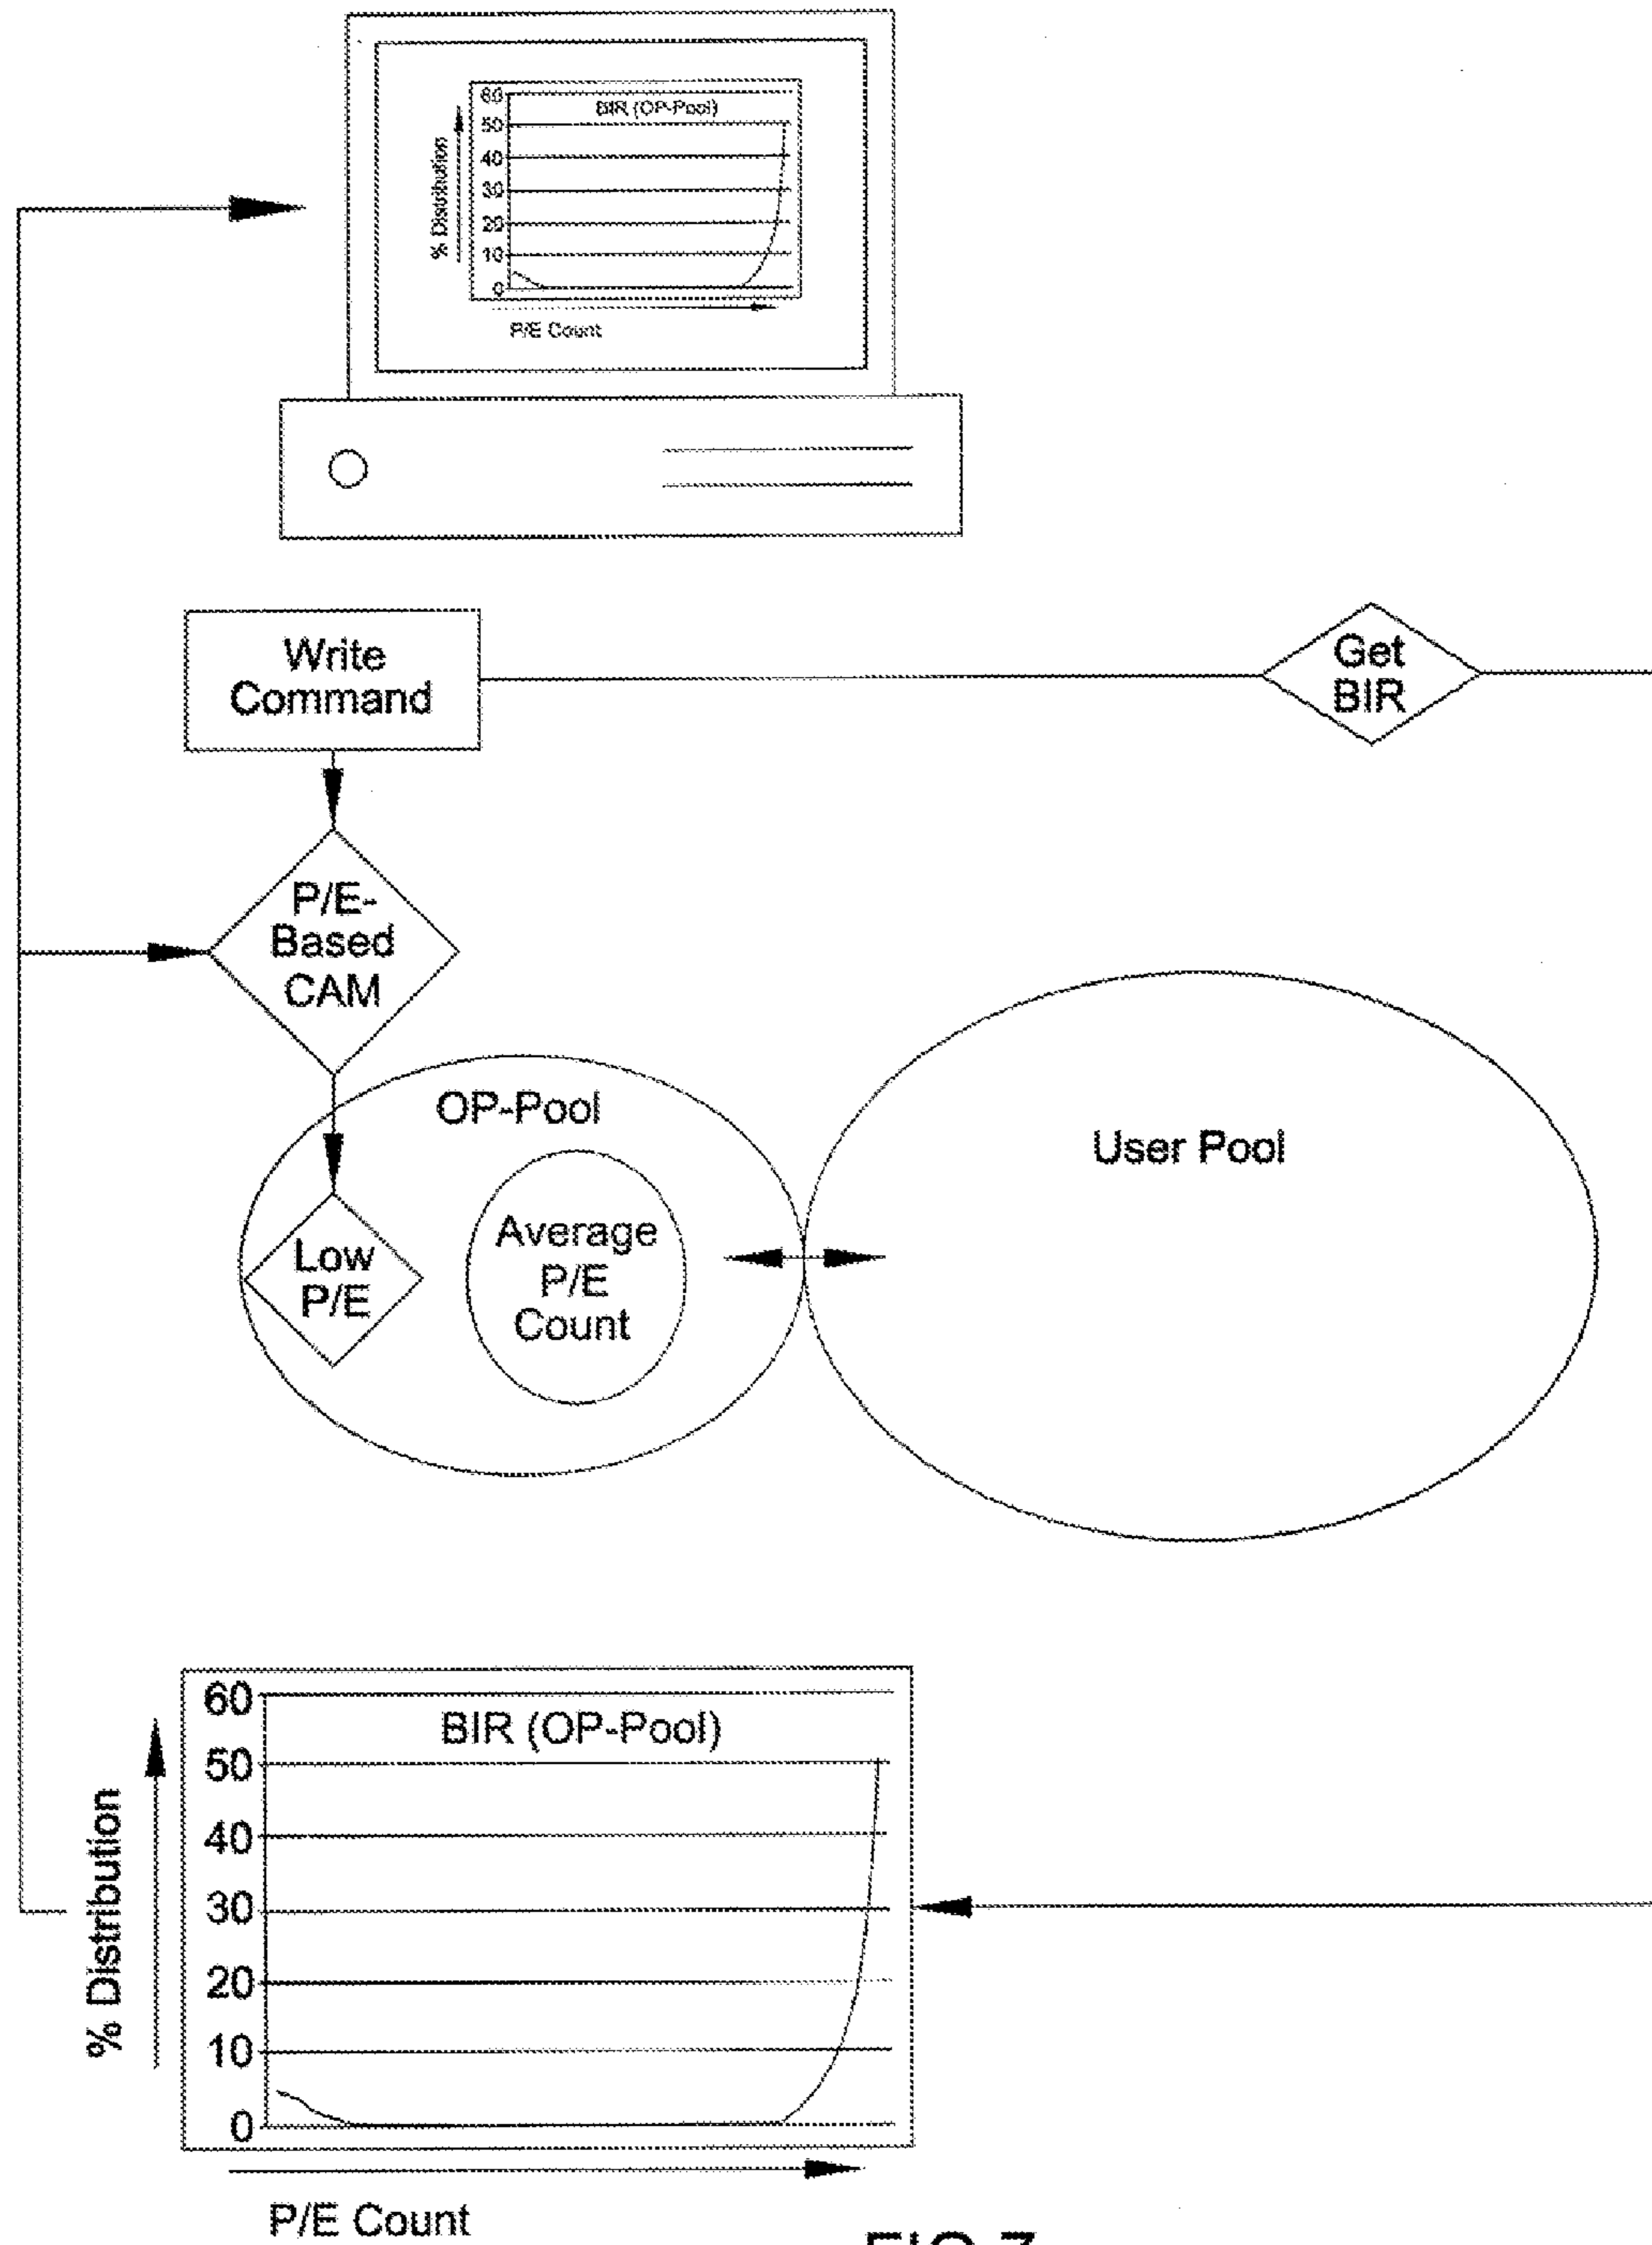 60
BIR (OP-Pool)
50
40
30
20
10
0
% Distribution
P/E Count
Write
Command
Get
BIR
P/E-
Based
CAM
OP-Pool
User Pool
Low
P/E
Average
P/E
Count
60
BIR (OP-Pool)
50
40
30
20
10
0
% Distribution
P/E Count